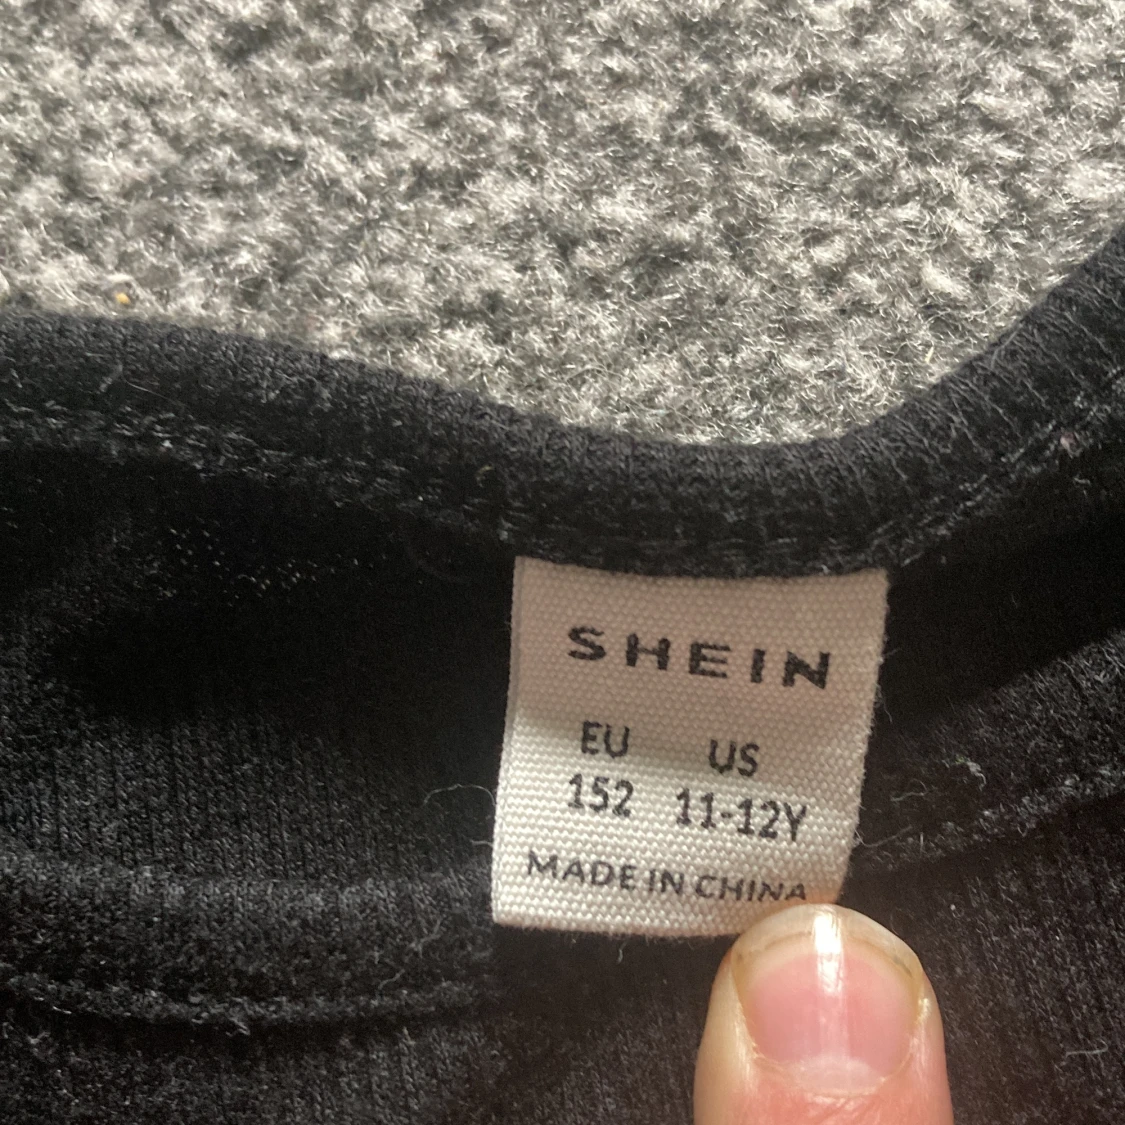 SHEIN
EU US
152 11-12Y
MADE IN CHINA